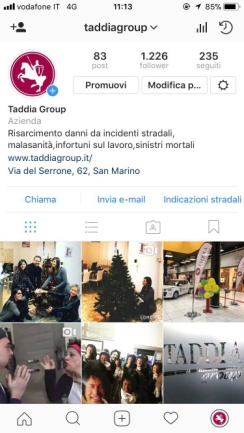 vodafone IT 4G 11:13 85%
taddiagroup
83 1.226 235
post follower seguiti
Promuovi Modifica p...
Taddia Group
Azienda
Risarcimento danni da incidenti stradali,
malasanità,infortuni sul lavoro,sinistri mortali
www.taddiagroup.it/
Via del Serrone, 62, San Marino
Chiama Invia e-mail Indicazioni stradali
TADDIA